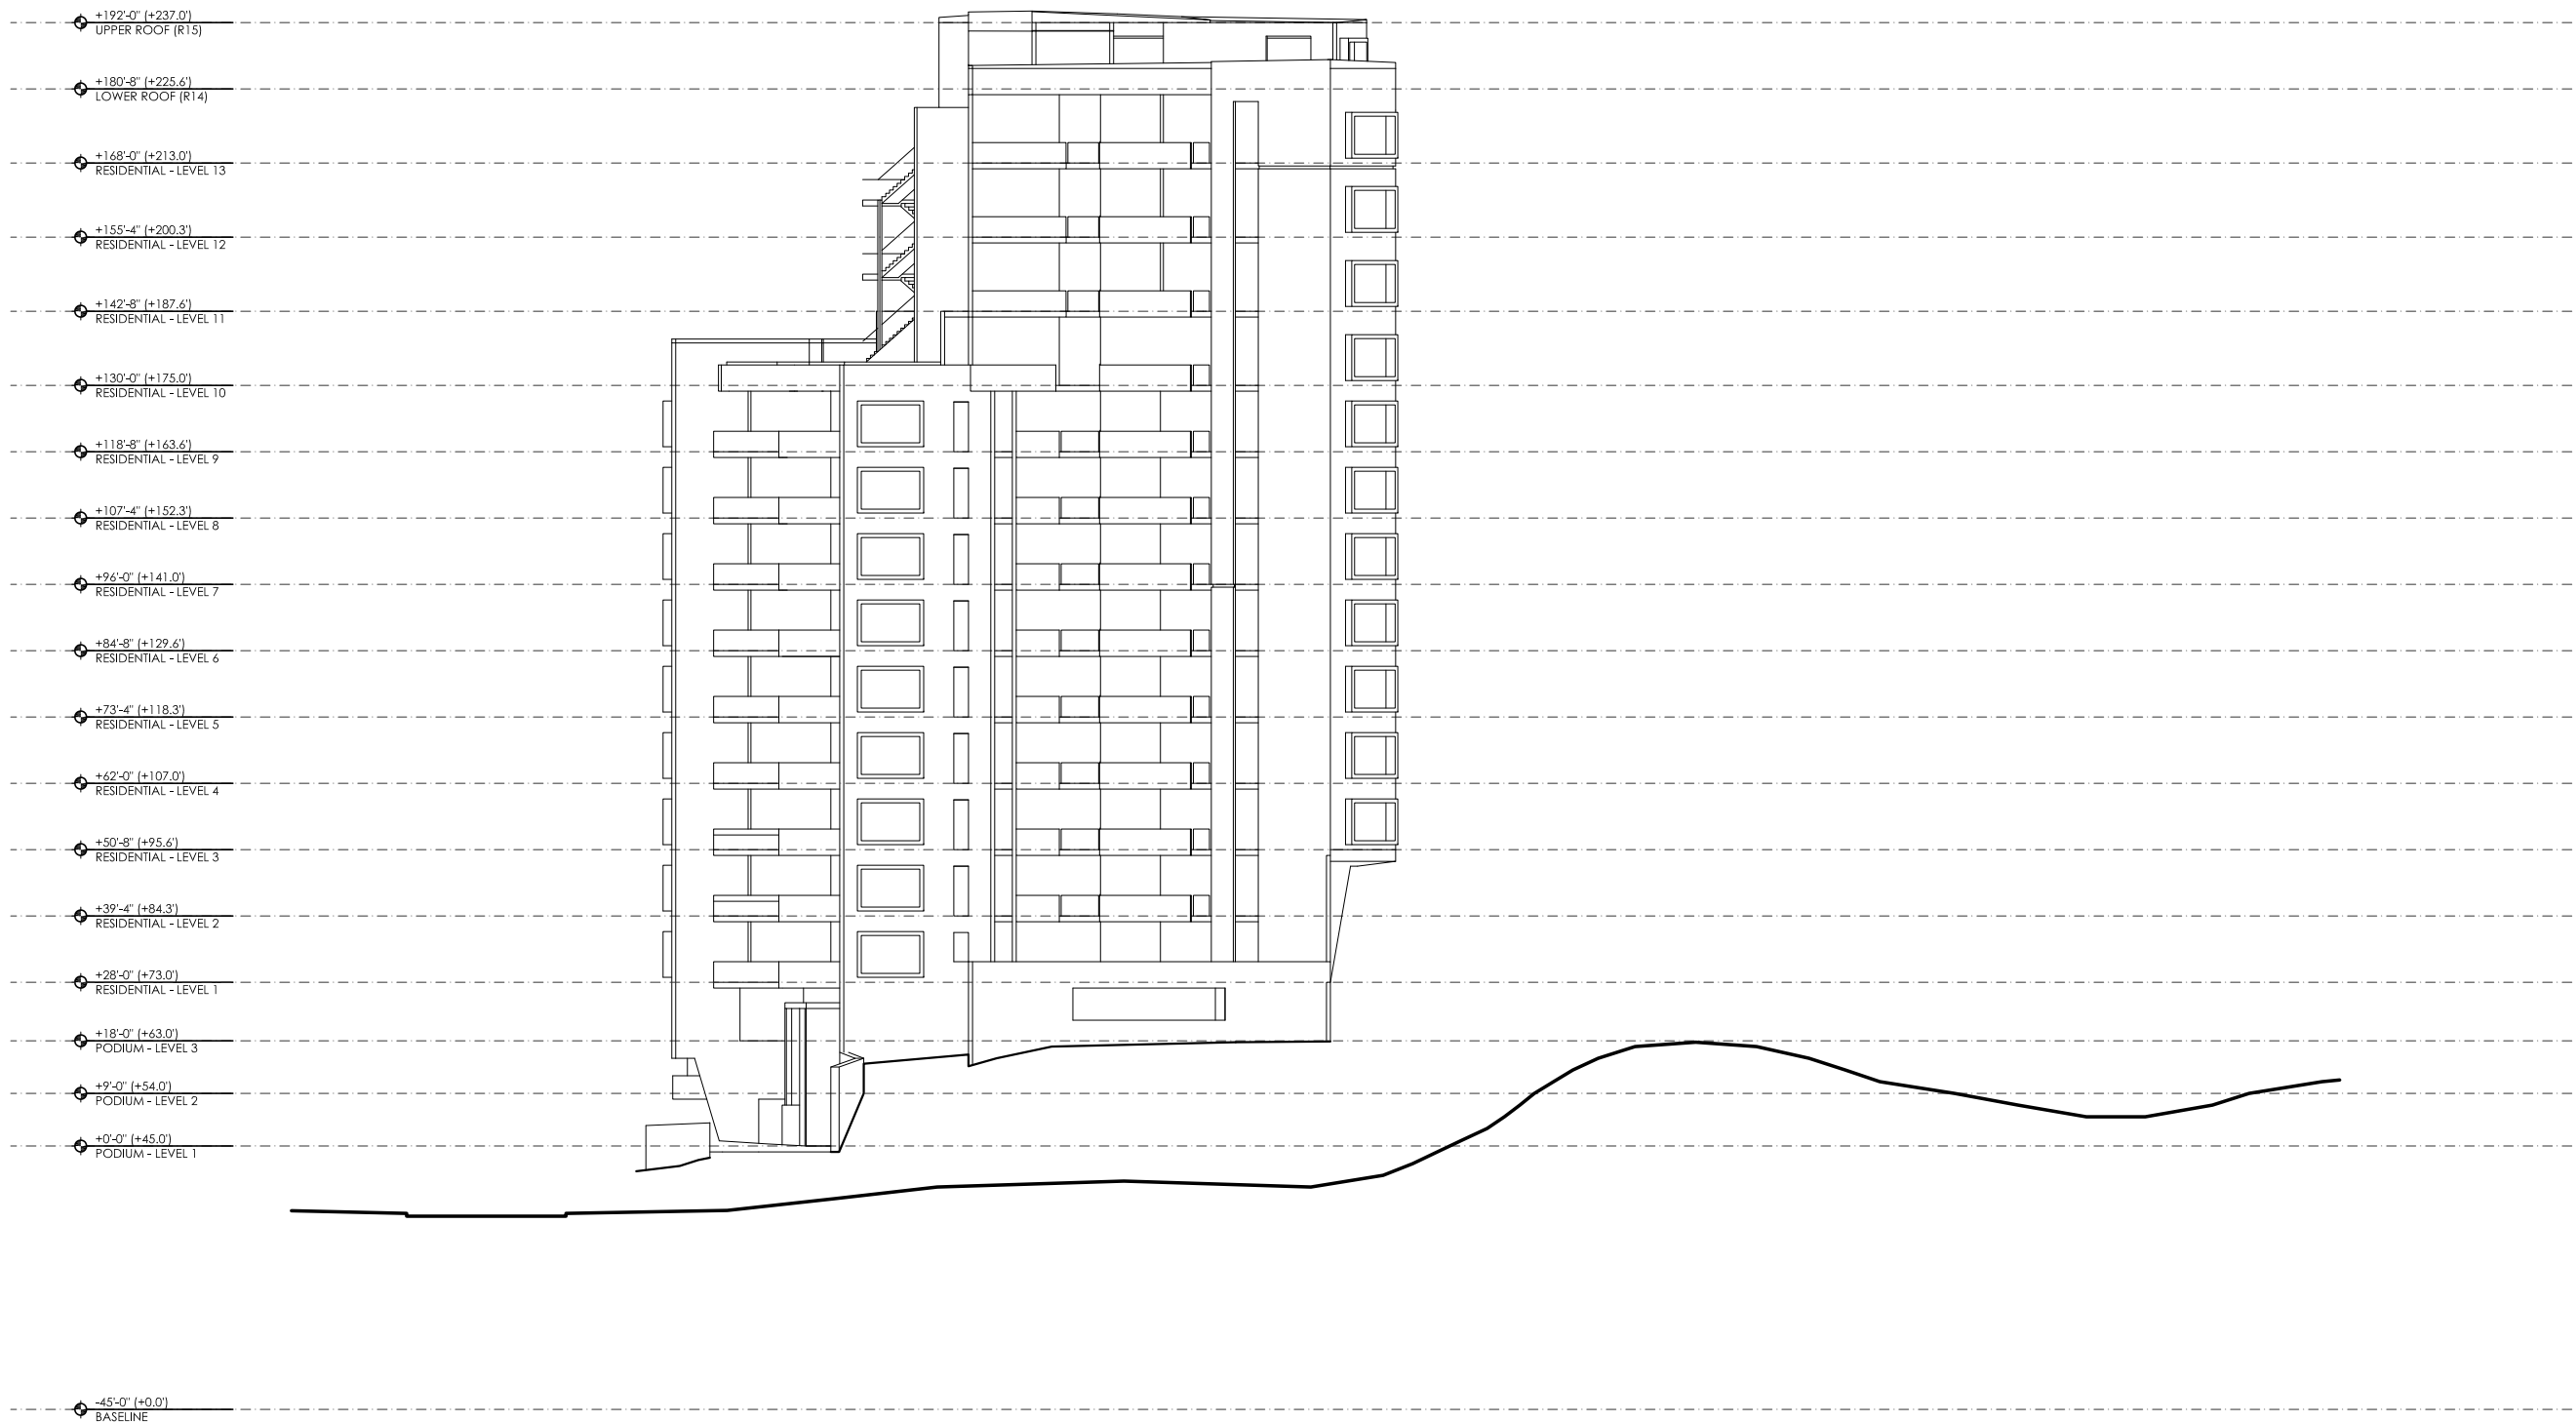 +192'-0" (+237.0')
UPPER ROOF (R15)
+180'-8" (+225.6')
LOWER ROOF (R14)
+168'-0" (+213.0')
RESIDENTIAL - LEVEL 13
+155'-4" (+200.3')
RESIDENTIAL - LEVEL 12
+142'-8" (+187.6')
RESIDENTIAL - LEVEL 11
+130'-0" (+175.0')
RESIDENTIAL - LEVEL 10
+118'-8" (+163.6')
RESIDENTIAL - LEVEL 9
+107'-4" (+152.3')
RESIDENTIAL - LEVEL 8
+96'-0" (+141.0')
RESIDENTIAL - LEVEL 7
+84'-8" (+129.6')
RESIDENTIAL - LEVEL 6
+73'-4" (+118.3')
RESIDENTIAL - LEVEL 5
+62'-0" (+107.0')
RESIDENTIAL - LEVEL 4
+50'-8" (+95.6')
RESIDENTIAL - LEVEL 3
+39'-4" (+84.3')
RESIDENTIAL - LEVEL 2
+28'-0" (+73.0')
RESIDENTIAL - LEVEL 1
+18'-0" (+63.0')
PODIUM - LEVEL 3
+9'-0" (+54.0')
PODIUM - LEVEL 2
+0'-0" (+45.0')
PODIUM - LEVEL 1
-45'-0" (+0.0')
BASELINE